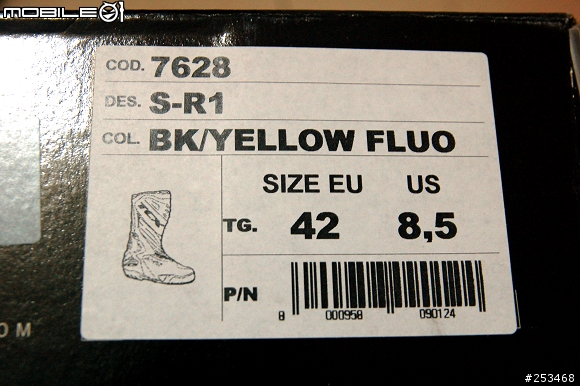 MOBILE01
COD. 7628
DES. S-R1
COL. BK/YELLOW FLUO
SIZE EU US
TG. 42 8,5
P/N
8 000958 090124
OM
#253468